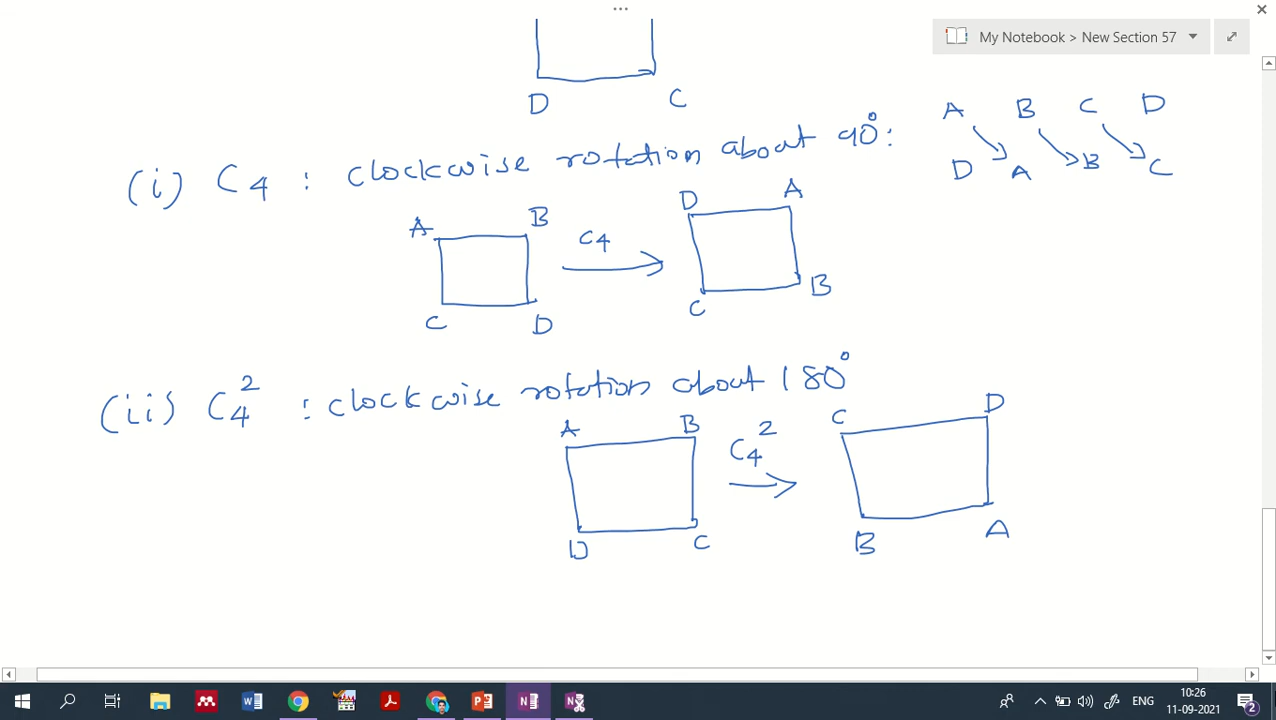 My Notebook > New Section 57
D C
A B C D
D A B C
(i) C4 : clockwise rotation about 90° :
A B
C D
C4
D A
C B
(ii) C4² : clockwise rotation about 180°
A B
D C
C4²
C D
B A
ENG
10:26
11-09-2021
2